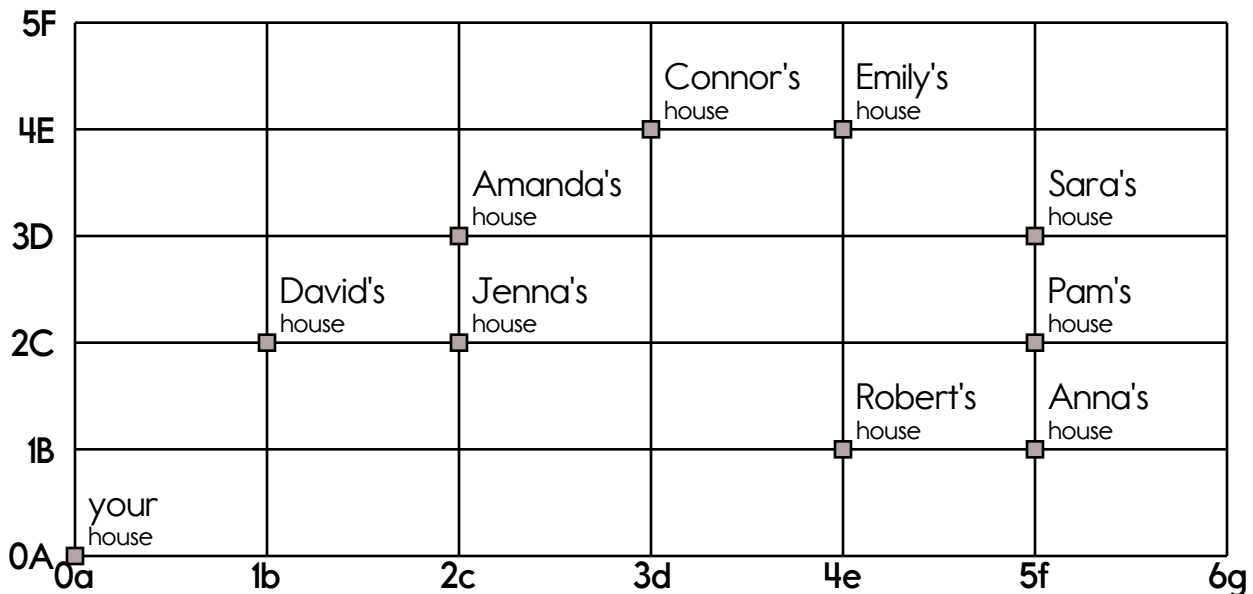 5F
Connor's
house
Emily's
house
4E
Amanda's
house
Sara's
house
3D
David's
house
Jenna's
house
Pam's
house
2C
Robert's
house
Anna's
house
1B
your
house
0A
0a 1b 2c 3d 4e 5f 6g